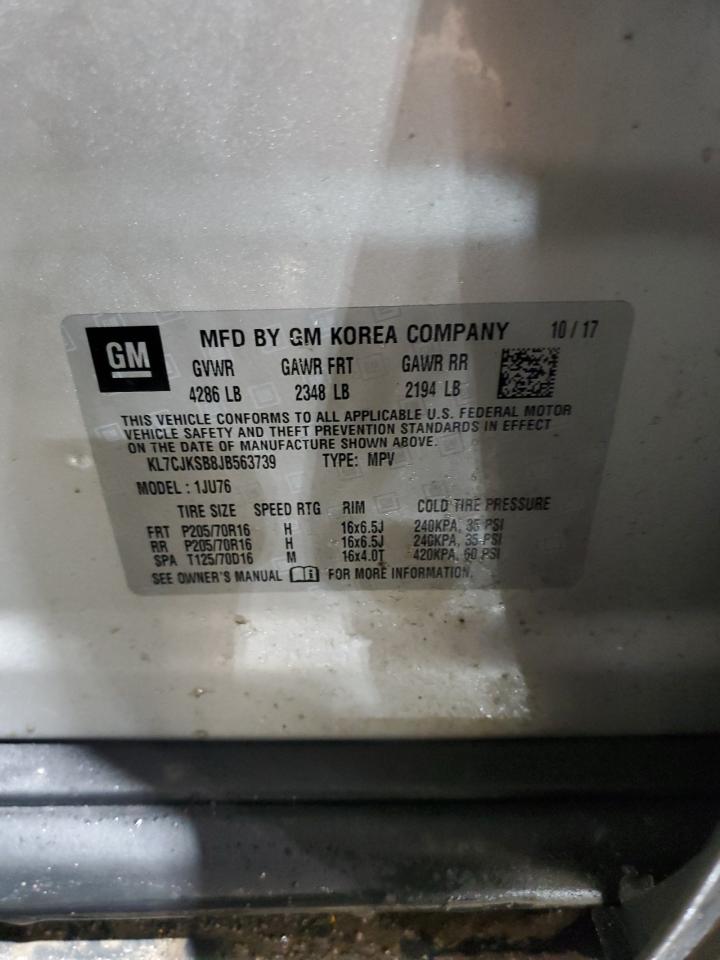 GM
MFD BY GM KOREA COMPANY 10 / 17
GVWR GAWR FRT GAWR RR
4286 LB 2348 LB 2194 LB
THIS VEHICLE CONFORMS TO ALL APPLICABLE U.S. FEDERAL MOTOR
VEHICLE SAFETY AND THEFT PREVENTION STANDARDS IN EFFECT
ON THE DATE OF MANUFACTURE SHOWN ABOVE.
KL7CJKSB8JB563739 TYPE: MPV
MODEL : 1JU76
TIRE SIZE SPEED RTG RIM COLD TIRE PRESSURE
FRT P205/70R16 H 16x6.5J 240KPA, 35 PSI
RR P205/70R16 H 16x6.5J 240KPA, 35 PSI
SPA T125/70D16 M 16x4.0T 420KPA, 60 PSI
SEE OWNER'S MANUAL FOR MORE INFORMATION.